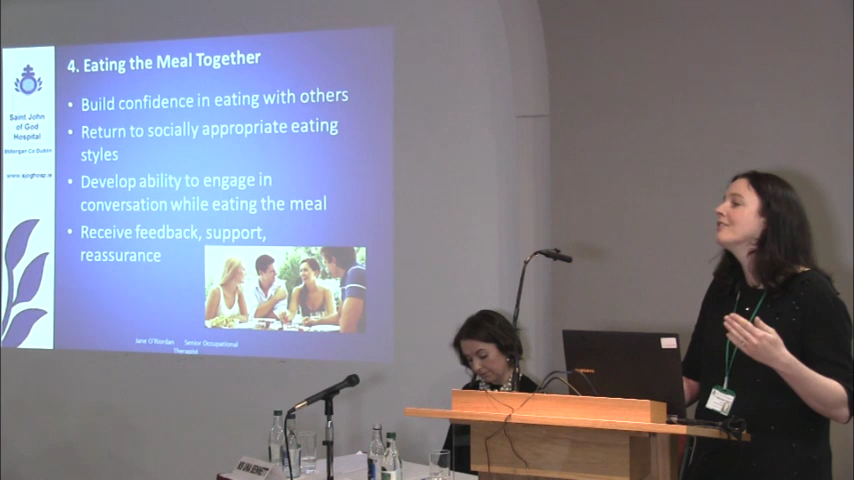 4. Eating the Meal Together
• Build confidence in eating with others
• Return to socially appropriate eating
styles
• Develop ability to engage in
conversation while eating the meal
• Receive feedback, support,
reassurance
Saint John
of God
Hospital
Stillorgan Co Dublin
www.sjoghosp.ie
Jane O'Riordan Senior Occupational
Therapist